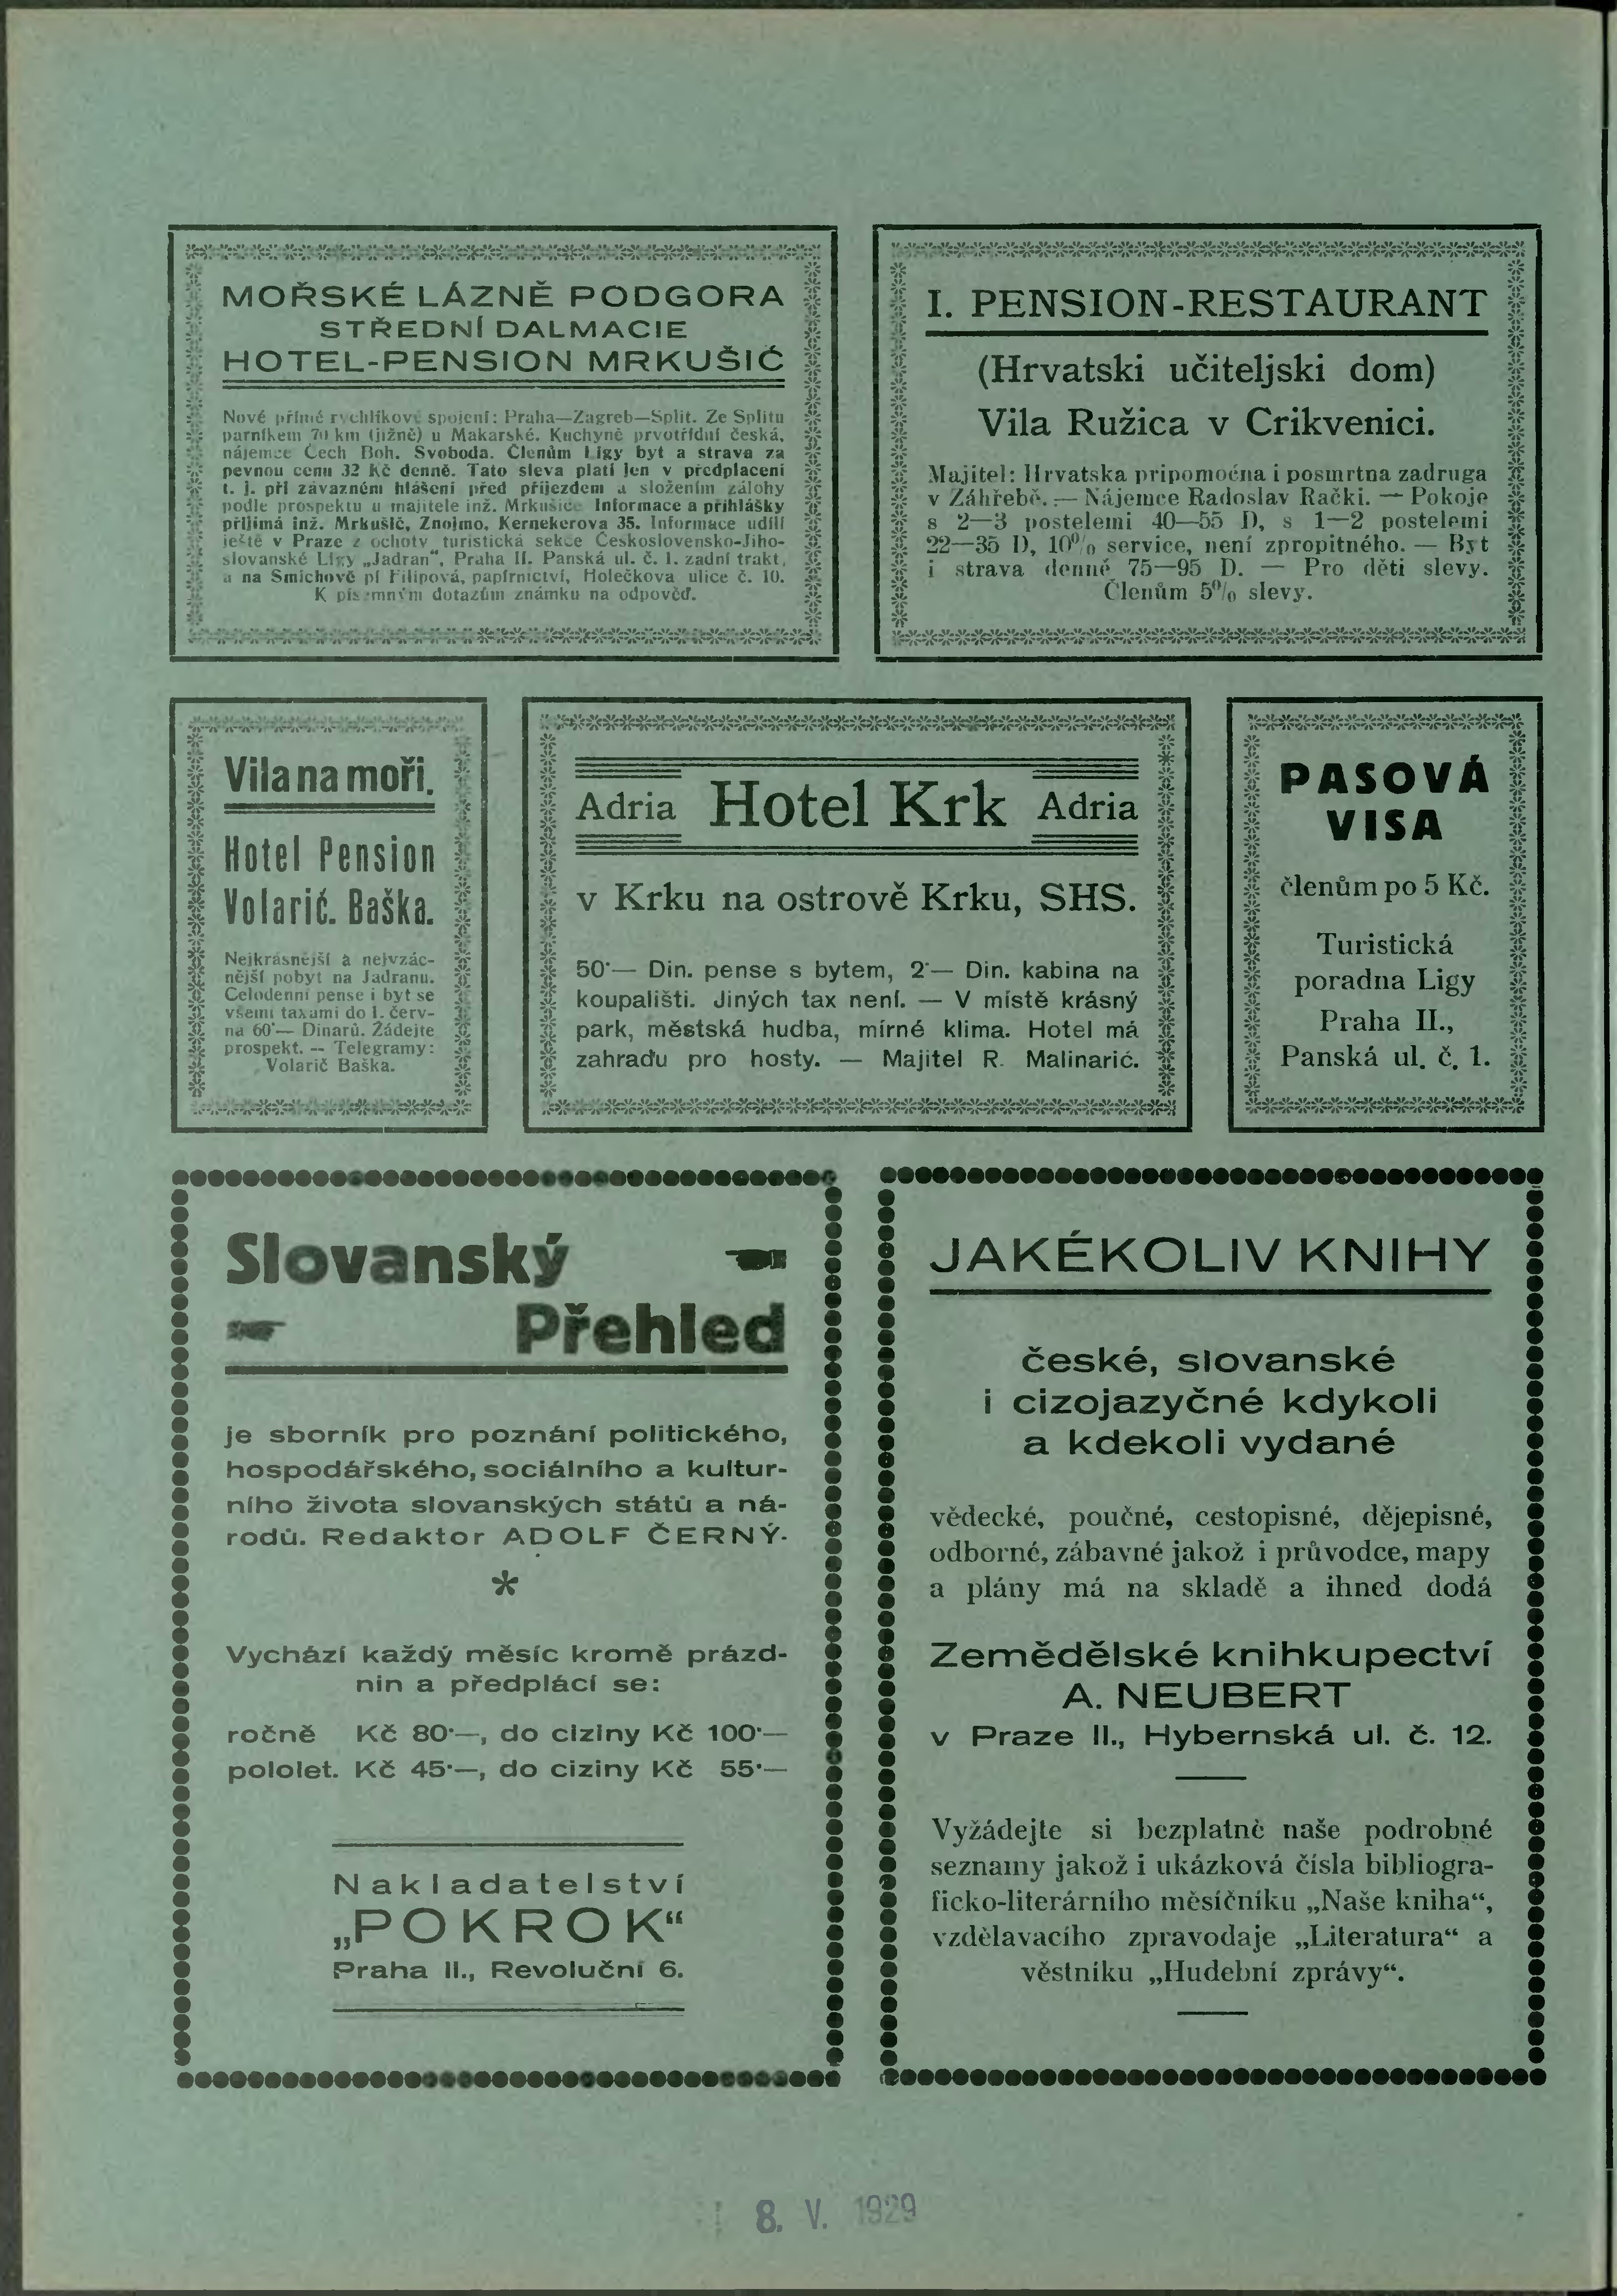 MOŘSKÉ LÁZNĚ PODGORA
STŘEDNÍ DALMACIE
HOTEL-PENSION MRKUŠIĆ
Nové přímé rychlíkové spojení: Praha—Zagreb—Split. Ze Splitu
parníkem 70 km (jižně) u Makarské. Kuchyně prvotřídní česká,
nájemce Čech Boh. Svoboda. Členům Ligy byt a strava za
pevnou cenu 32 Kč denně. Tato sleva platí jen v předplacení
t. j. při závazném hlášení před příjezdem a složením zálohy
podle prospektu u majitele inž. Mrkušiće Informace a přihlášky
přijímá inž. Mrkušić, Znojmo, Kernekerova 35. Informace udílí
ještě v Praze z ochoty turistická sekce Československo-Jiho-
slovanské Ligy „Jadran“, Praha II. Panská ul. č. 1. zadní trakt,
a na Smíchově pí Filipová, papírnictví, Holečkova ulice č. 10.
K písemným dotazům známku na odpověď.
I. PENSION-RESTAURANT
(Hrvatski učiteljski dom)
Vila Ružica v Crikvenici.
Majitel: Hrvatska pripomoćna i posmrtna zadruga
v Záhřebě. — Nájemce Radoslav Rački. — Pokoje
s 2—3 postelemi 40—55 D, s 1—2 postelemi
22—35 D, 10% service, není zpropitného. — Byt
i strava denně 75—95 D. — Pro děti slevy.
Členům 5% slevy.
Vila na moři.
Hotel Pension
Volarić. Baška.
Nejkrásnější a nejvzác-
nější pobyt na Jadranu.
Celodenní pense i byt se
všemi taxami do 1. červ-
na 60·— Dinarů. Žádejte
prospekt. — Telegramy:
Volarič Baška.
Adria Hotel Krk Adria
v Krku na ostrově Krku, SHS.
50·— Din. pense s bytem, 2·— Din. kabina na
koupališti. Jiných tax není. — V místě krásný
park, městská hudba, mírné klima. Hotel má
zahradu pro hosty. — Majitel R. Malinarić.
PASOVÁ
VISA
členům po 5 Kč.
Turistická
poradna Ligy
Praha II.,
Panská ul. č. 1.
Slovanský
Přehled
je sborník pro poznání politického,
hospodářského, sociálního a kultur-
ního života slovanských států a ná-
rodů. Redaktor ADOLF ČERNÝ.
*
Vychází každý měsíc kromě prázd-
nin a předplácí se:
ročně Kč 80·—, do ciziny Kč 100·—
pololet. Kč 45·—, do ciziny Kč 55·—
Nakladatelství
„POKROK“
Praha II., Revoluční 6.
JAKÉKOLIV KNIHY
české, slovanské
i cizojazyčné kdykoli
a kdekoli vydané
vědecké, poučné, cestopisné, dějepisné,
odborné, zábavné jakož i průvodce, mapy
a plány má na skladě a ihned dodá
Zemědělské knihkupectví
A. NEUBERT
v Praze II., Hybernská ul. č. 12.
Vyžádejte si bezplatně naše podrobné
seznamy jakož i ukázková čísla bibliogra-
ficko-literárního měsíčníku „Naše kniha“,
vzdělavacího zpravodaje „Literatura“ a
věstníku „Hudební zprávy“.
8. V. 1929